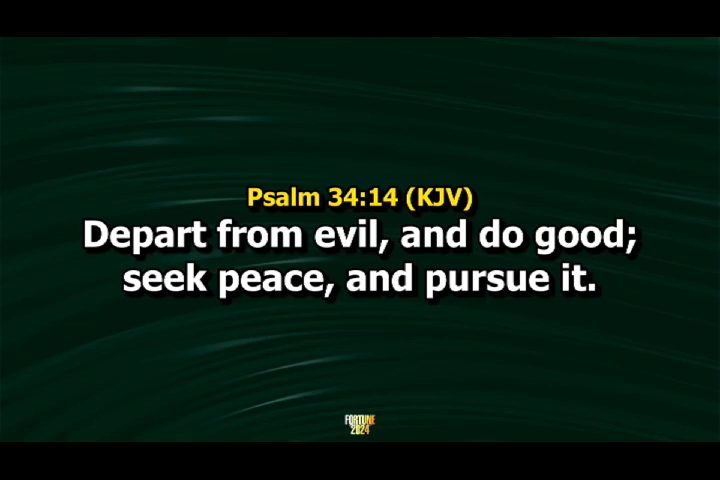 Psalm 34:14 (KJV)
Depart from evil, and do good;
seek peace, and pursue it.
FORTUNE
2024